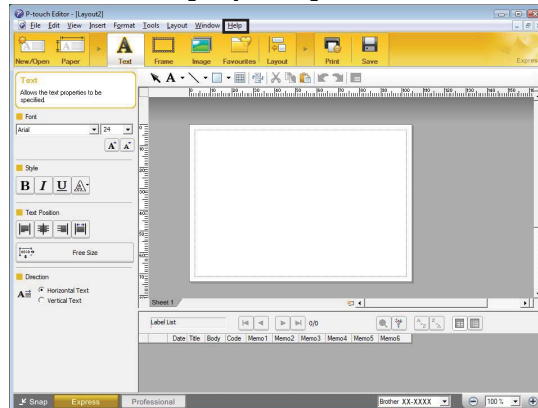 P-touch Editor - [Layout2]
File Edit View Insert Format Tools Layout Window Help
New/Open Paper Text Frame Image Favourites Layout Print Save Expres
Text
Allows the text properties to be
specified.
Font
Arial 24
A A
Style
B I U A
Text Position
Free Size
Direction
Horizontal Text
Vertical Text
Sheet 1
Label List 0/0
Date Title Body Code Memo1 Memo2 Memo3 Memo4 Memo5 Memo6
Snap Express Professional Brother XX-XXXX 100 %